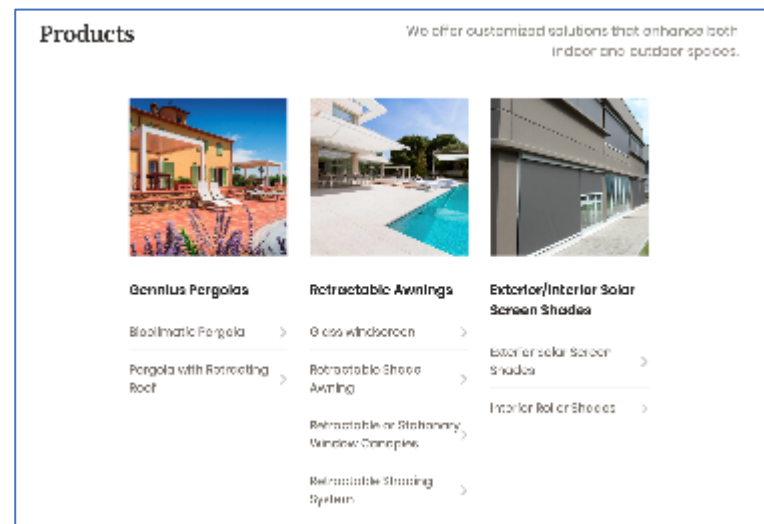 Products
We offer customized solutions that enhance both
indoor and outdoor spaces.
Gennius Pergolas
Bioclimatic Pergola
Pergola with Retracting
Roof
Retractable Awnings
Glass windscreen
Retractable Shade
Awning
Retractable or Stationary
Window Canopies
Retractable Shading
System
Exterior/Interior Solar
Screen Shades
Exterior Solar Screen
Shades
Interior Roller Shades